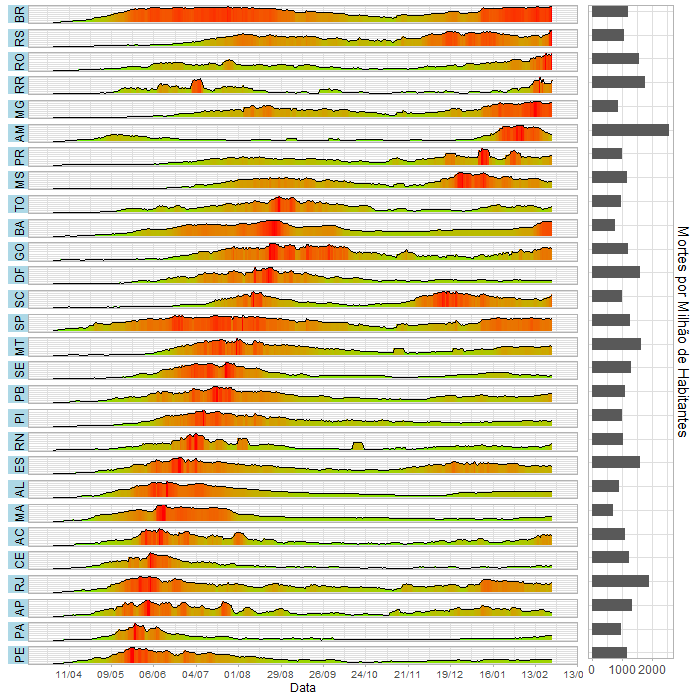 BR
RS
RO
RR
MG
AM
PR
MS
TO
BA
GO
DF
SC
SP
MT
SE
PB
PI
RN
ES
AL
MA
AC
CE
RJ
AP
PA
PE
11/04 09/05 06/06 04/07 01/08 29/08 26/09 24/10 21/11 19/12 16/01 13/02 13/0
Data
0 1000 2000
Mortes por Milhão de Habitantes